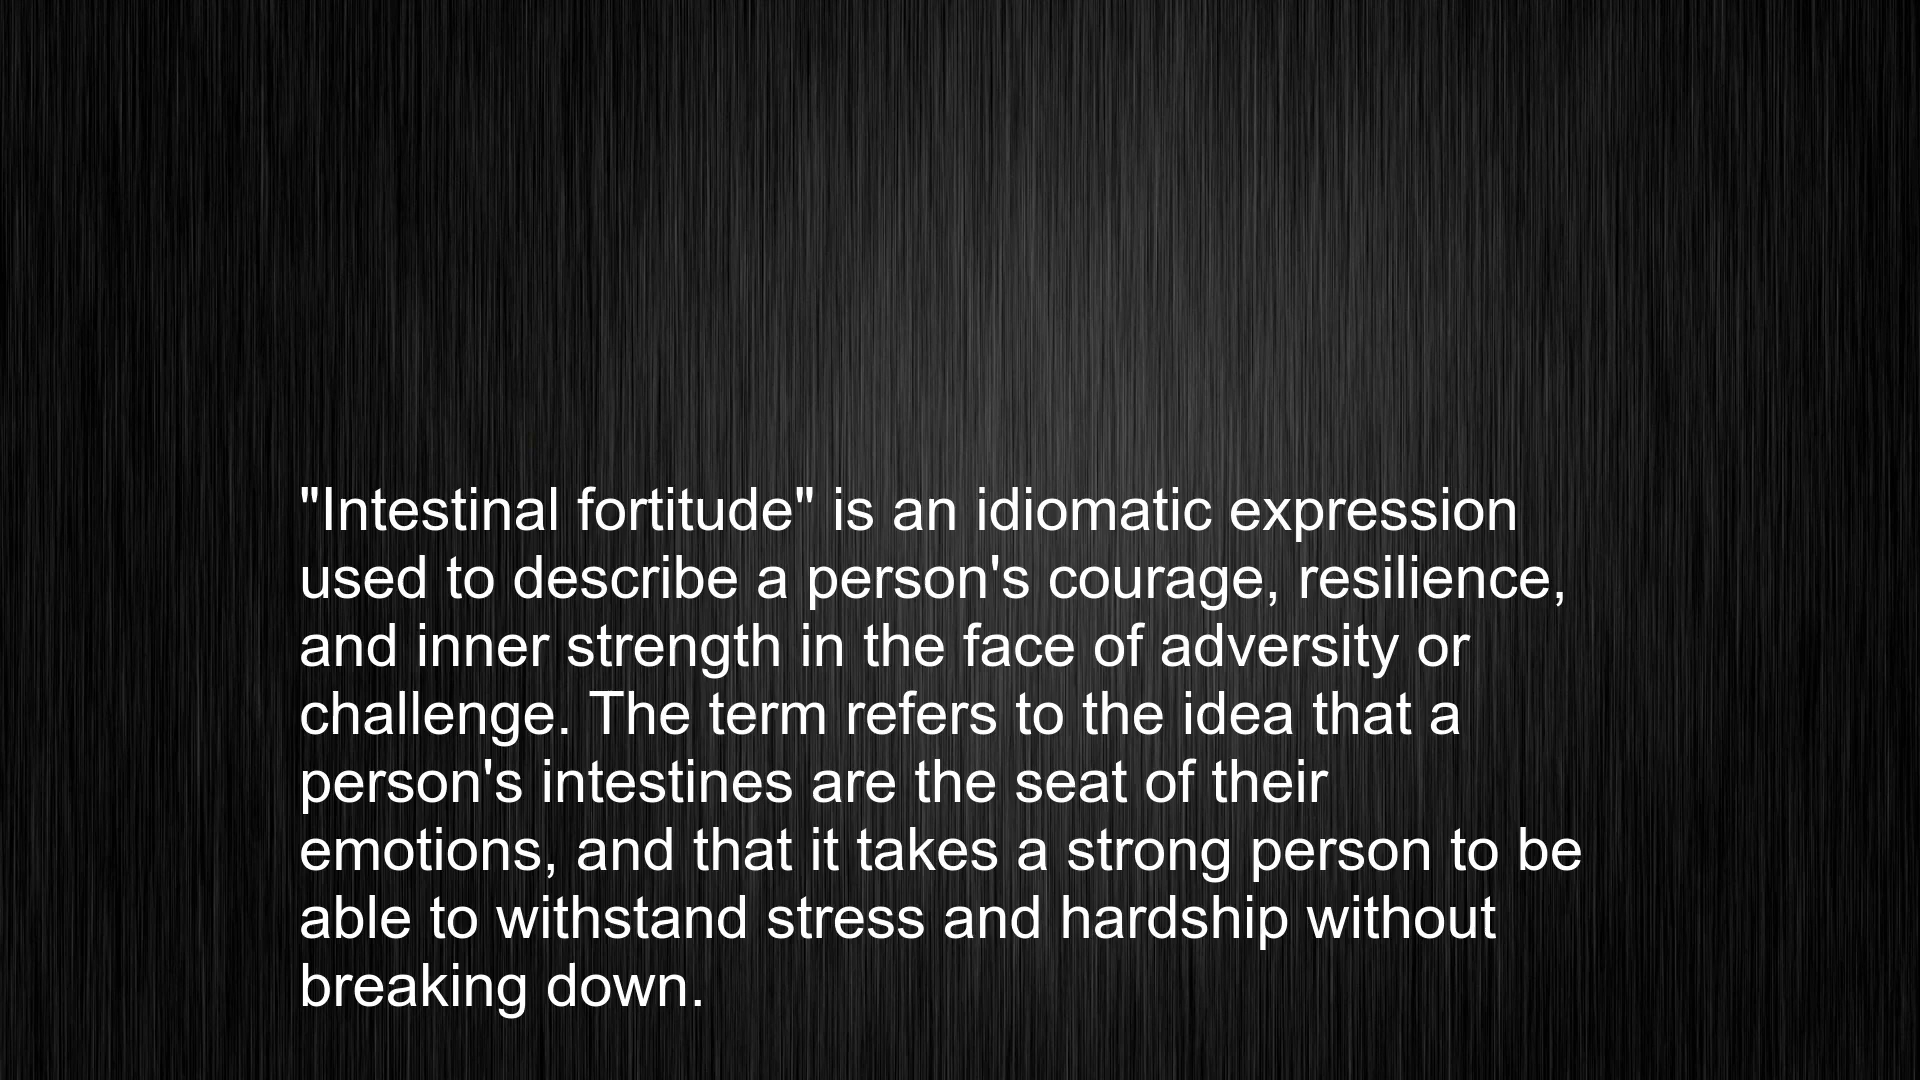 "Intestinal fortitude" is an idiomatic expression
used to describe a person's courage, resilience,
and inner strength in the face of adversity or
challenge. The term refers to the idea that a
person's intestines are the seat of their
emotions, and that it takes a strong person to be
able to withstand stress and hardship without
breaking down.